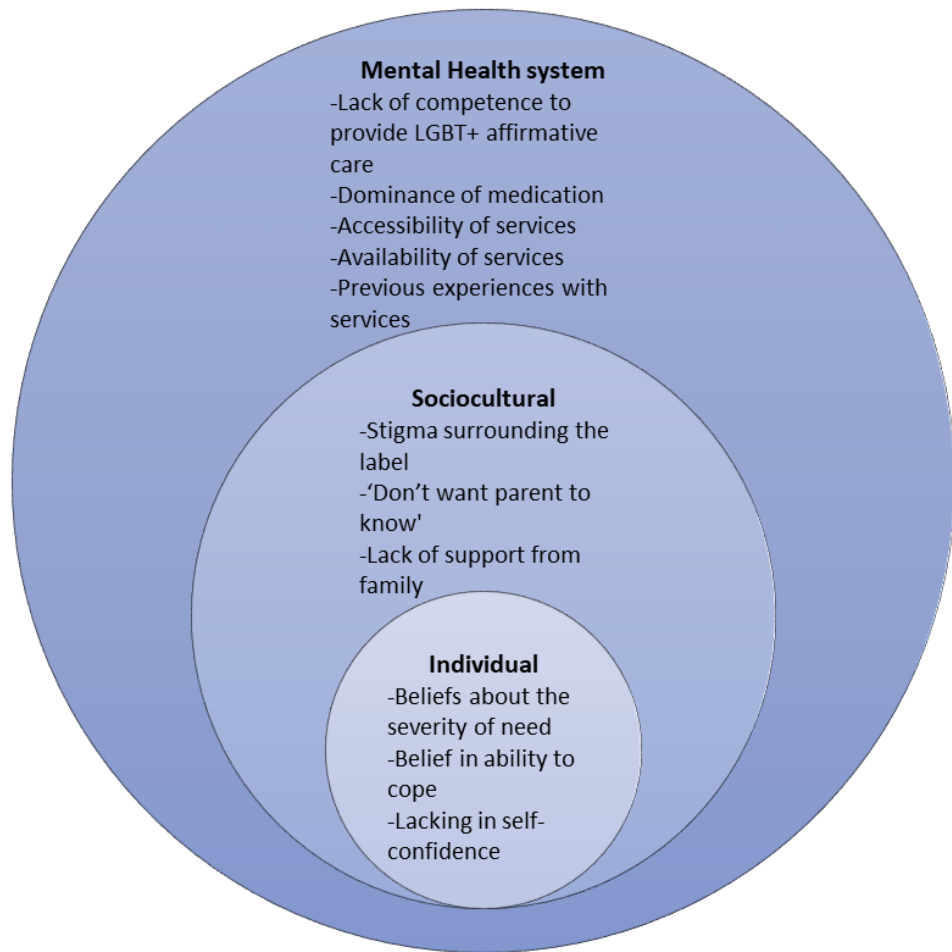 Mental Health system
-Lack of competence to
provide LGBT+ affirmative
care
-Dominance of medication
-Accessibility of services
-Availability of services
-Previous experiences with
services
Sociocultural
-Stigma surrounding the
label
-‘Don’t want parent to
know'
-Lack of support from
family
Individual
-Beliefs about the
severity of need
-Belief in ability to
cope
-Lacking in self-
confidence